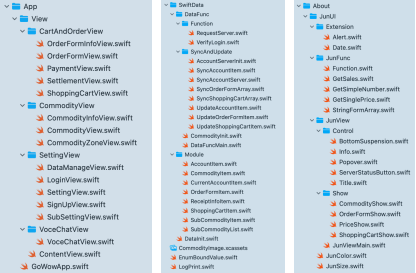 App
View
CartAndOrderView
OrderFormInfoView.swift
OrderFormView.swift
PaymentView.swift
SettlementView.swift
ShoppingCartView.swift
CommodityView
CommodityInfoView.swift
CommodityView.swift
CommodityZoneView.swift
SettingView
DataManageView.swift
LoginView.swift
SettingView.swift
SignUpView.swift
SubSettingView.swift
VoceChatView
VoceChatView.swift
ContentView.swift
GoWowApp.swift
SwiftData
DataFunc
Function
RequestServer.swift
VerifyLogin.swift
SyncAndUpdate
AccountServerInit.swift
SyncAccountItem.swift
SyncAccountServer.swift
SyncOrderFormArray.swift
SyncShoppingCartArray.swift
UpdateAccountItem.swift
UpdateOrderFormItem.swift
UpdateShoppingCartItem.swift
CommodityInit.swift
DataFuncMain.swift
Module
AccountItem.swift
CommodityItem.swift
CurrentAccountItem.swift
OrderFormItem.swift
ReceiptInfoItem.swift
ShoppingCartItem.swift
SubCommodityItem.swift
SubCommodityList.swift
DateInit.swift
CommodityImage.xcassets
EnumBoundValue.swift
LogPrint.swift
About
JunUI
Extension
Alert.swift
Date.swift
JunFunc
Function.swift
GetSales.swift
GetSimpleNumber.swift
GetSinglePrice.swift
StringFormArray.swift
JunView
Control
BottomSuspension.swift
Info.swift
Popover.swift
ServerStatusButton.swift
Title.swift
Show
CommodityShow.swift
OrderFormShow.swift
PriceShow.swift
ShoppingCartShow.swift
JunViewMain.swift
JunColor.swift
JunSize.swift